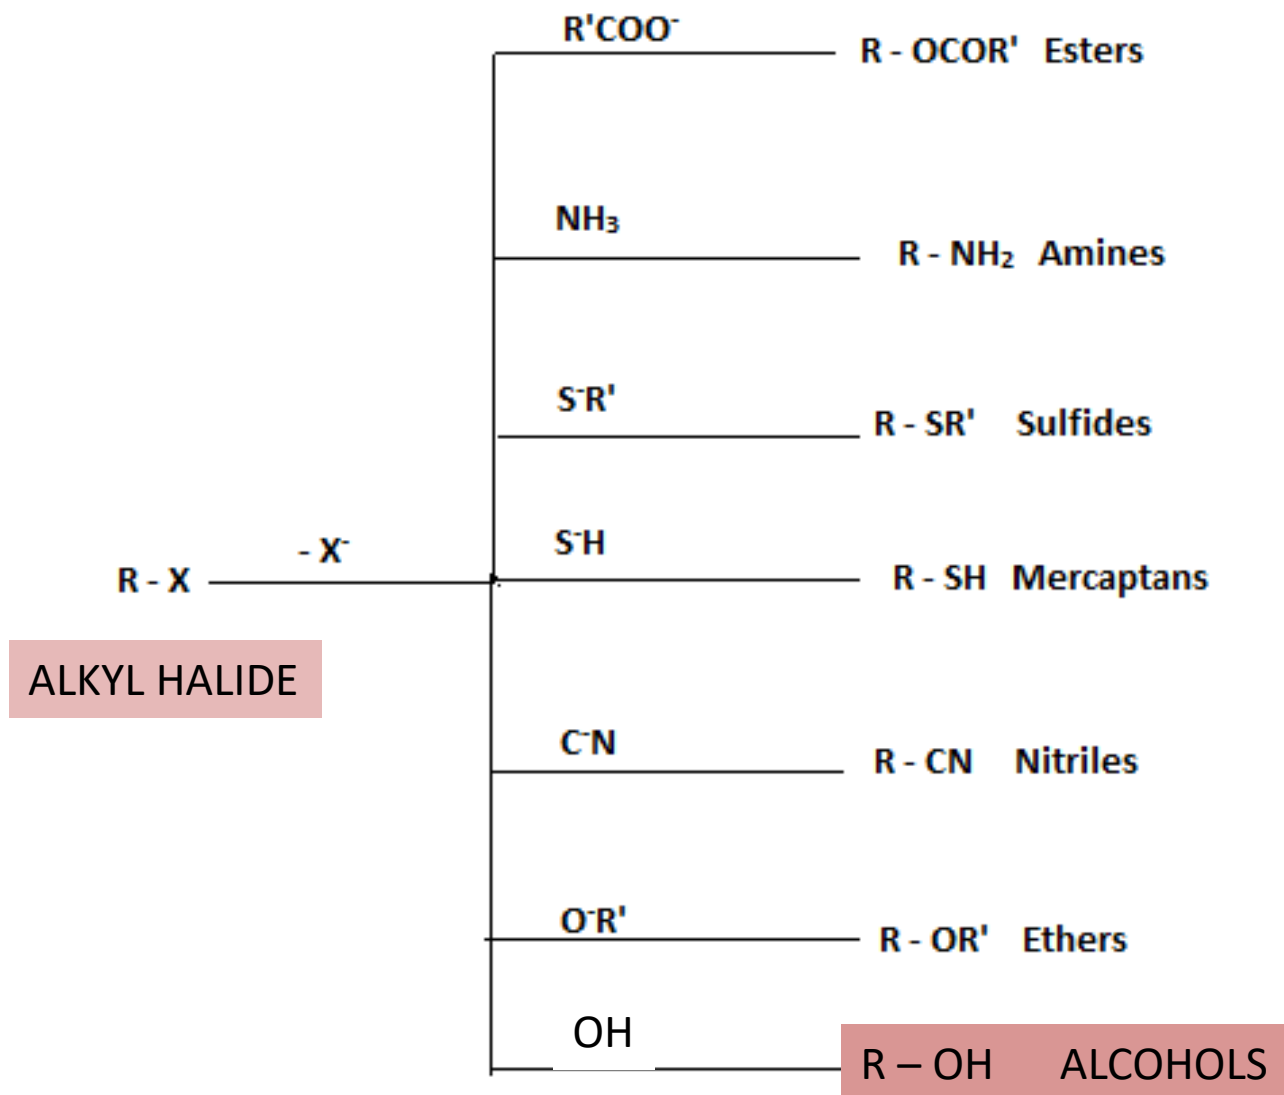 R'COO⁻
R - OCOR' Esters
NH₃
R - NH₂ Amines
S⁻R'
R - SR' Sulfides
S⁻H
R - SH Mercaptans
- X⁻
R - X
ALKYL HALIDE
C⁻N
R - CN Nitriles
O⁻R'
R - OR' Ethers
OH
R – OH ALCOHOLS